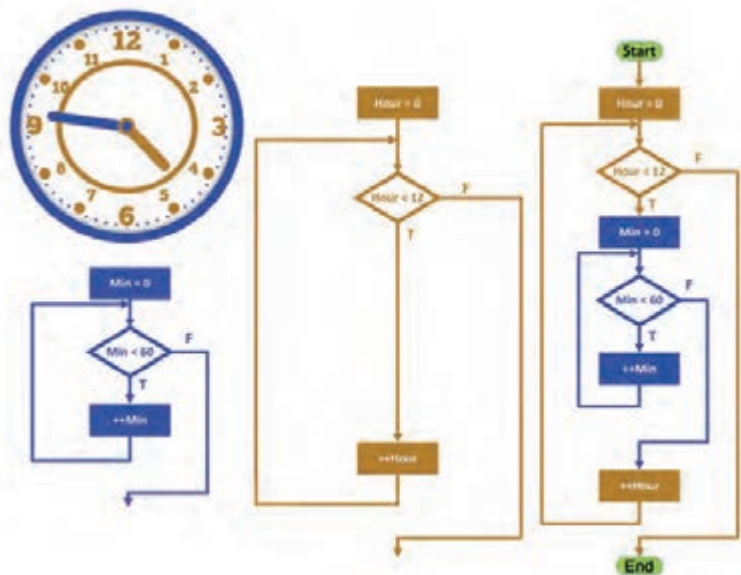 12
11
1
10
2
9
3
8
4
7
5
6
Min = 0
Min < 60
F
T
++Min
Hour = 0
Hour < 12
F
T
++Hour
Start
Hour = 0
Hour < 12
F
T
Min = 0
Min < 60
F
T
++Min
++Hour
End